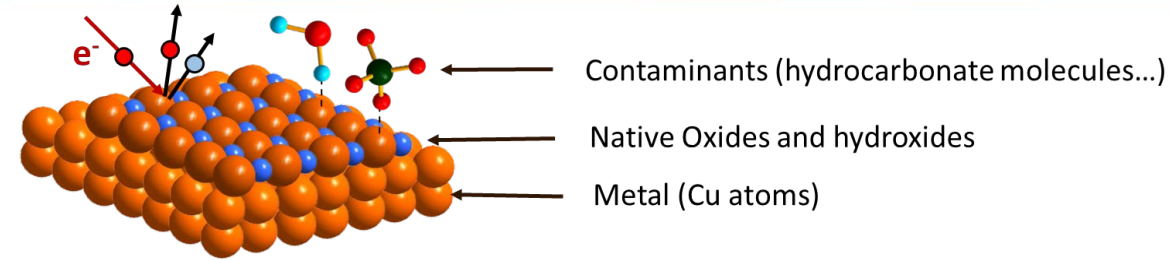 e-
Contaminants (hydrocarbonate molecules...)
Native Oxides and hydroxides
Metal (Cu atoms)